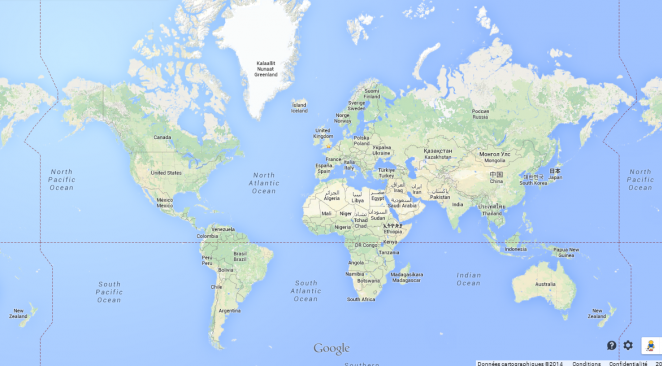 Kalaallit
Nunaat
Greenland
Ísland
Iceland
Suomi
Finland
Sverige
Sweden
Norge
Norway
Россия
Russia
Canada
United
Kingdom
Polska
Poland
Україна
Ukraine
Қазақстан
Kazakhstan
Монгол Улс
Mongolia
France
España
Spain
Italia
Italy
Türkiye
Turkey
United States
North
Pacific
Ocean
North
Atlantic
Ocean
中国
China
대한민국
South Korea
日本
Japan
North
Pacific
Ocean
العراق
Iraq
ایران
Iran
پاکستان
Pakistan
الجزائر
Algeria
ليبيا
Libya
مصر
Egypt
السعودية
Saudi Arabia
India
México
Mexico
Mali
Niger
Tchad
Chad
السودان
Sudan
ኢትዮጵያ
Ethiopia
ประเทศไทย
Thailand
Venezuela
Colombia
Kenya
DR Congo
Tanzania
Indonesia
Papua New
Guinea
Perú
Peru
Brasil
Brazil
Bolivia
Angola
Namibia
Botswana
Madagasikara
Madagascar
South Africa
Chile
Argentina
South
Pacific
Ocean
South
Atlantic
Ocean
Indian
Ocean
Australia
New
Zealand
New
Zealand
Google
Southern
Données cartographiques ©2014
Conditions
Confidentialité
20